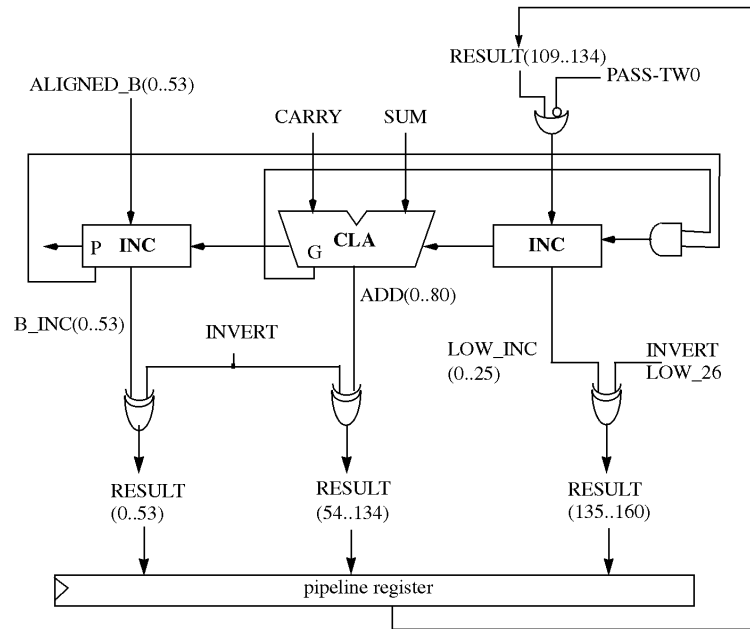 RESULT(109..134)
PASS-TW0
ALIGNED_B(0..53)
CARRY
SUM
P
INC
CLA
G
INC
ADD(0..80)
B_INC(0..53)
INVERT
LOW_INC
(0..25)
INVERT
LOW_26
RESULT
(0..53)
RESULT
(54..134)
RESULT
(135..160)
pipeline register